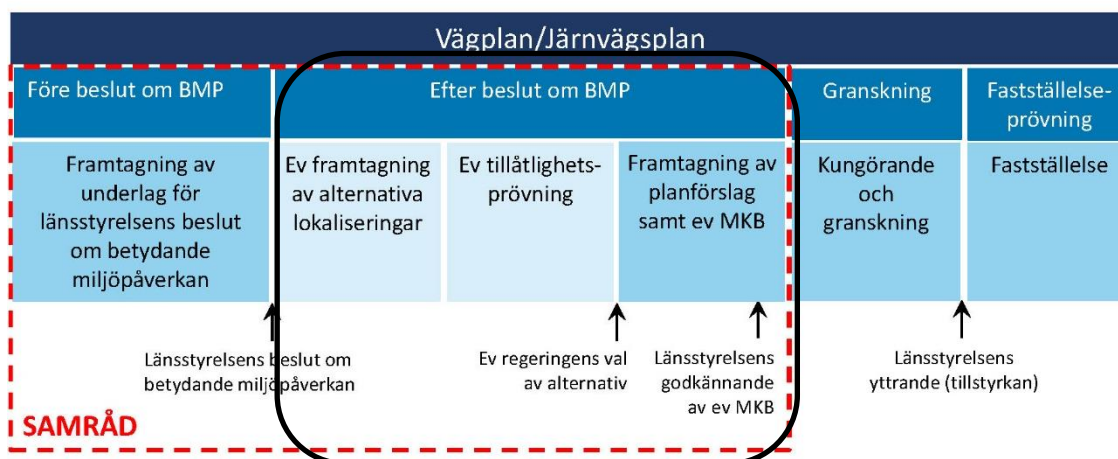 Vägplan/Järnvägsplan
Före beslut om BMP
Efter beslut om BMP
Granskning
Fastställelse-
prövning
Framtagning av
underlag för
länsstyrelsens beslut
om betydande
miljöpåverkan
Ev framtagning
av alternativa
lokaliseringar
Ev tillåtlighets-
prövning
Framtagning av
planförslag
samt ev MKB
Kungörande
och
granskning
Fastställelse
Länsstyrelsens beslut om
betydande miljöpåverkan
Ev regeringens val
av alternativ
Länsstyrelsens
godkännande
av ev MKB
Länsstyrelsens
yttrande (tillstyrkan)
SAMRÅD